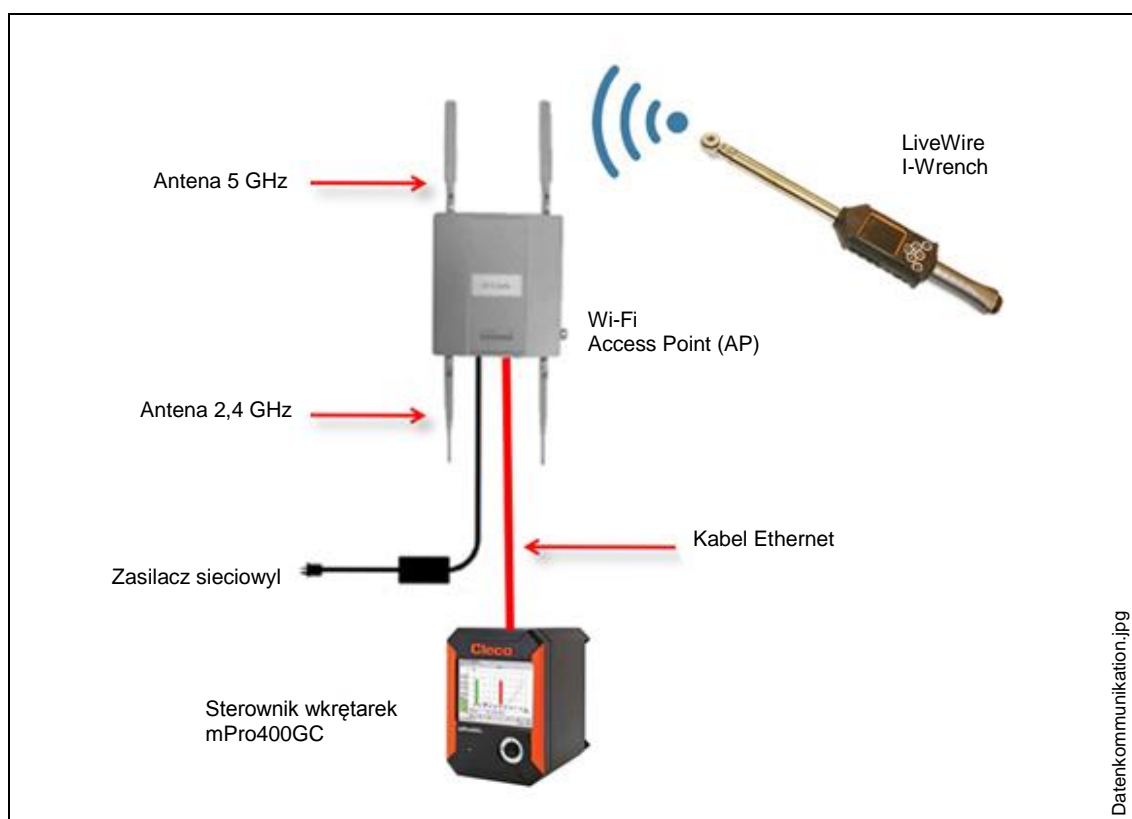 LiveWire
I-Wrench
Antena 5 GHz
Wi-Fi
Access Point (AP)
Antena 2,4 GHz
Kabel Ethernet
Zasilacz sieciowyl
Cleco
Sterownik wkrętarek
mPro400GC
Datenkommunikation.jpg